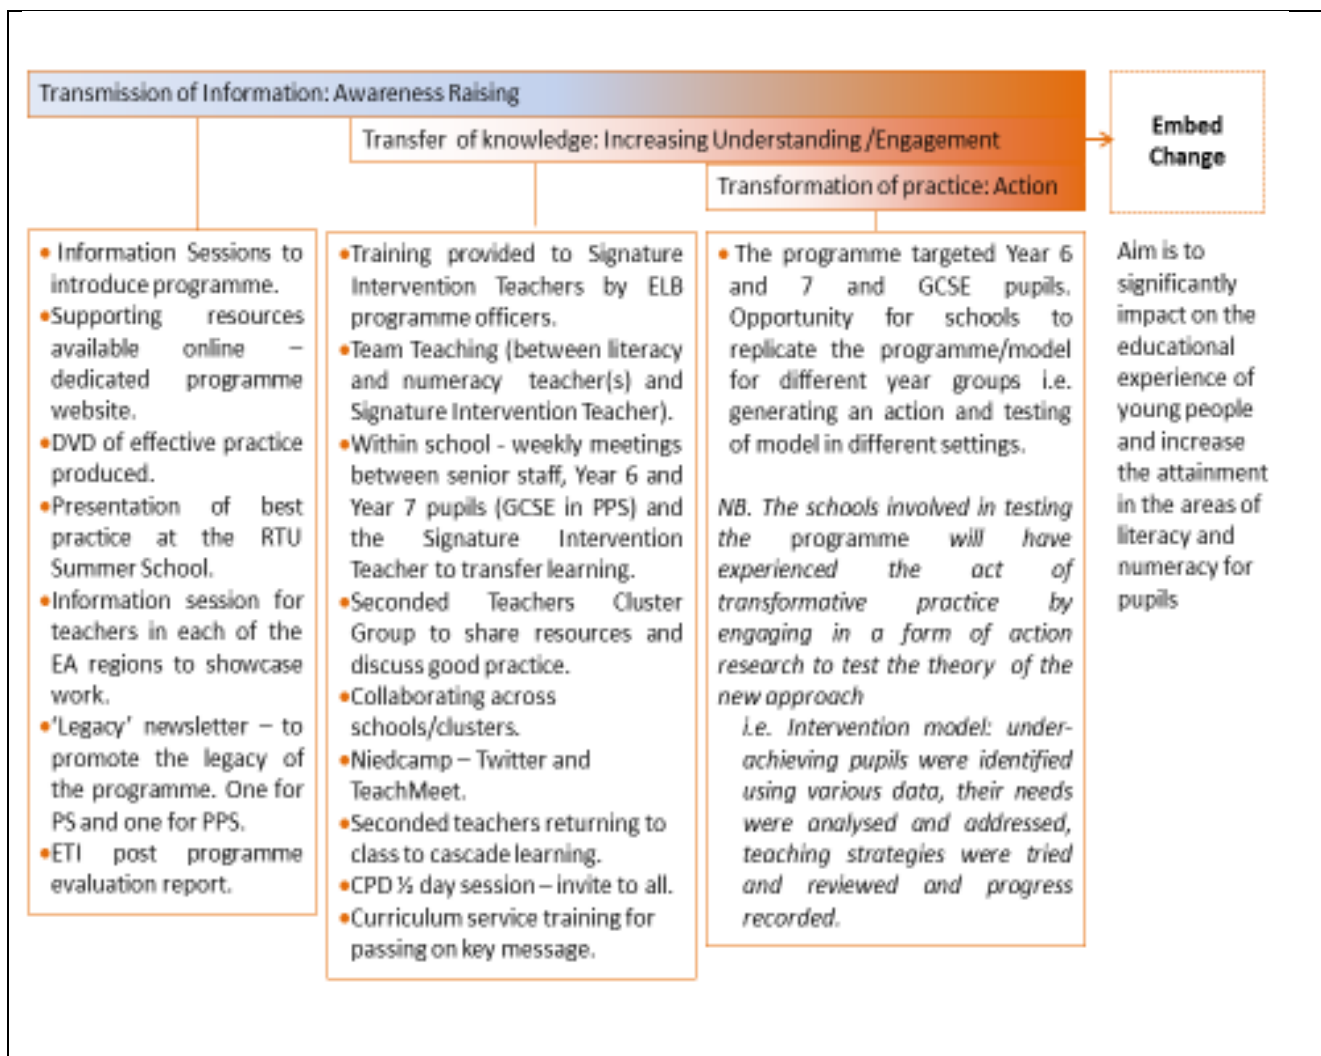 Transmission of Information: Awareness Raising
Transfer of knowledge: Increasing Understanding /Engagement
Transformation of practice: Action
Embed
Change
• Information Sessions to
introduce programme.
•Supporting resources
available online –
dedicated programme
website.
•DVD of effective practice
produced.
•Presentation of best
practice at the RTU
Summer School.
•Information session for
teachers in each of the
EA regions to showcase
work.
•'Legacy' newsletter – to
promote the legacy of
the programme. One for
PS and one for PPS.
•ETI post programme
evaluation report.
•Training provided to Signature
Intervention Teachers by ELB
programme officers.
•Team Teaching (between literacy
and numeracy teacher(s) and
Signature Intervention Teacher).
•Within school - weekly meetings
between senior staff, Year 6 and
Year 7 pupils (GCSE in PPS) and
the Signature Intervention
Teacher to transfer learning.
•Seconded Teachers Cluster
Group to share resources and
discuss good practice.
•Collaborating across
schools/clusters.
•Niedcamp – Twitter and
TeachMeet.
•Seconded teachers returning to
class to cascade learning.
•CPD ½ day session – invite to all.
•Curriculum service training for
passing on key message.
• The programme targeted Year 6
and 7 and GCSE pupils.
Opportunity for schools to
replicate the programme/model
for different year groups i.e.
generating an action and testing
of model in different settings.
NB. The schools involved in testing
the programme will have
experienced the act of
transformative practice by
engaging in a form of action
research to test the theory of the
new approach
i.e. Intervention model: under-
achieving pupils were identified
using various data, their needs
were analysed and addressed,
teaching strategies were tried
and reviewed and progress
recorded.
Aim is to
significantly
impact on the
educational
experience of
young people
and increase
the attainment
in the areas of
literacy and
numeracy for
pupils